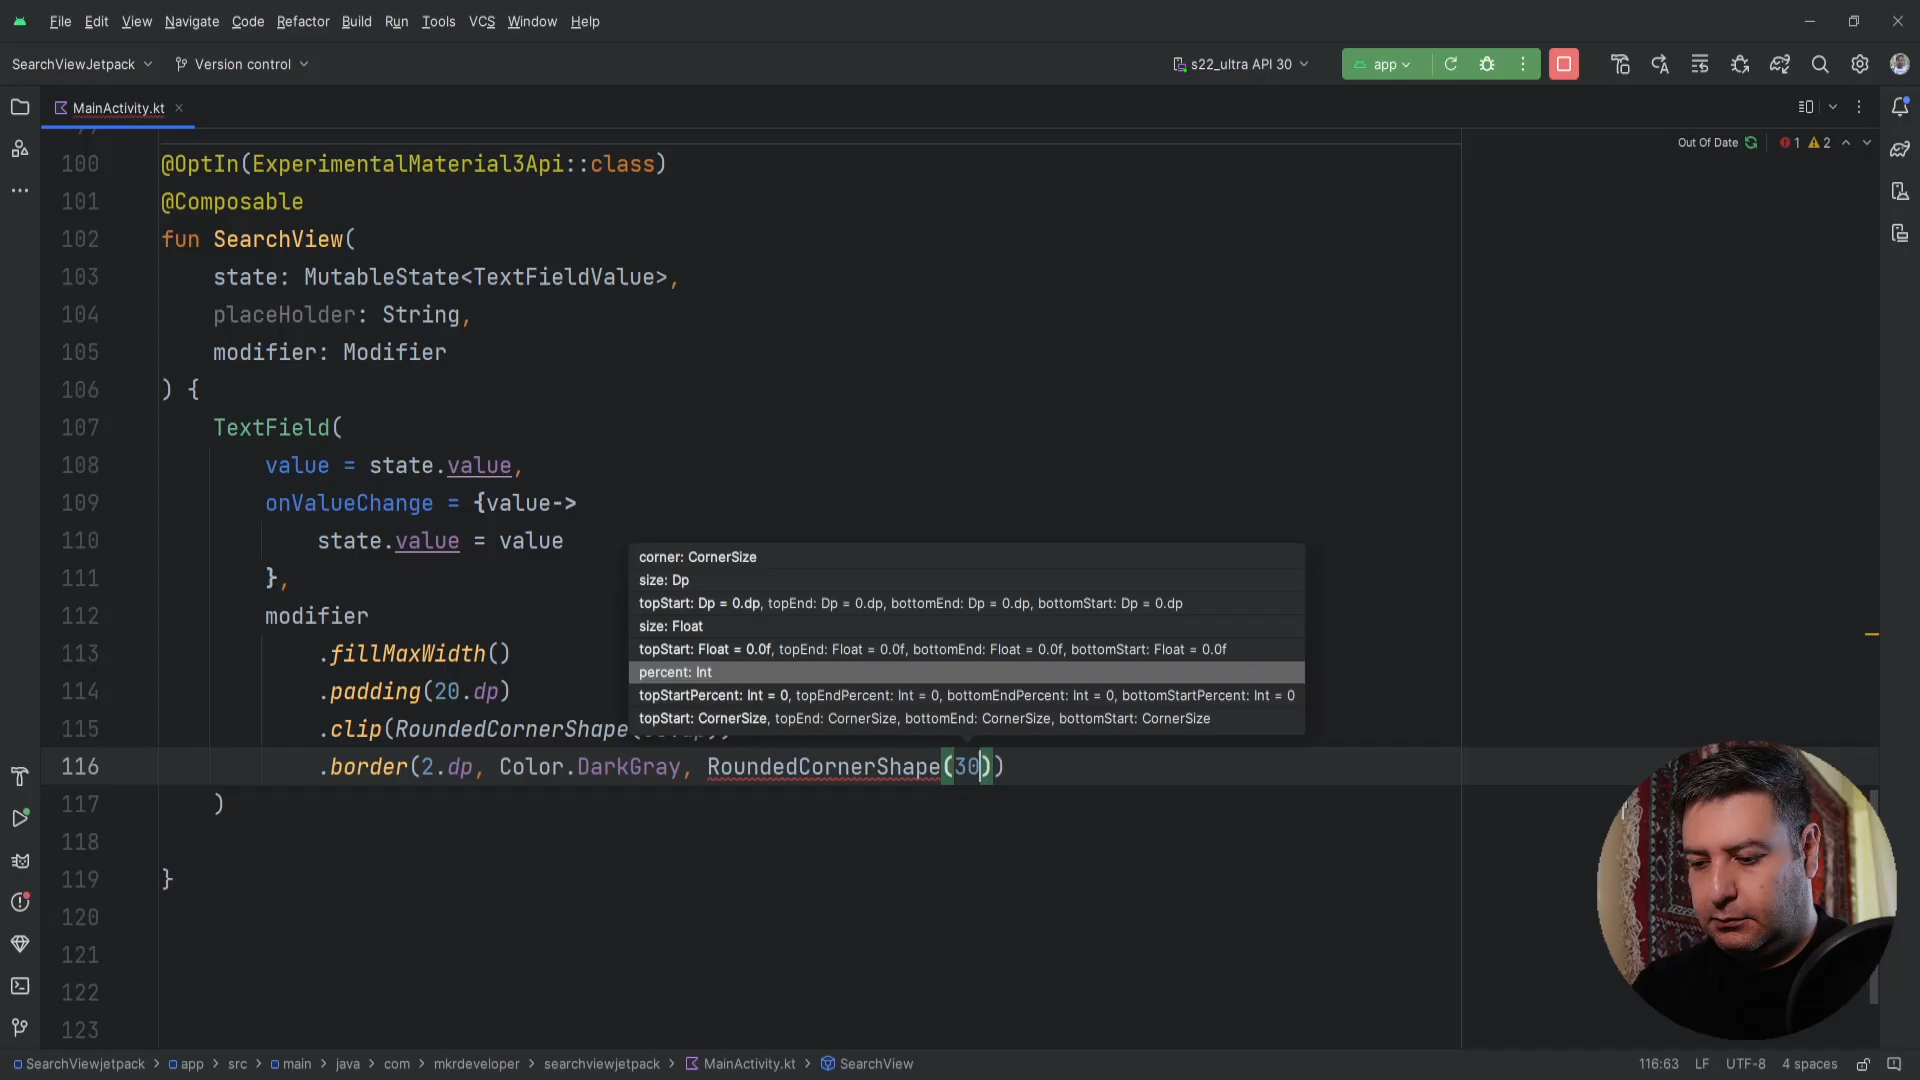 File Edit View Navigate Code Refactor Build Run Tools VCS Window Help
SearchViewJetpack Version control s22_ultra API 30 app
MainActivity.kt
Out Of Date 1 2
100 @OptIn(ExperimentalMaterial3Api::class)
101 @Composable
102 fun SearchView(
103 state: MutableState<TextFieldValue>,
104 placeHolder: String,
105 modifier: Modifier
106 ) {
107 TextField(
108 value = state.value,
109 onValueChange = {value->
110 state.value = value
111 },
112 modifier
113 .fillMaxWidth()
114 .padding(20.dp)
115 .clip(RoundedCornerShape(
116 .border(2.dp, Color.DarkGray, RoundedCornerShape(30))
117 )
118
119 }
120
121
122
123
corner: CornerSize
size: Dp
topStart: Dp = 0.dp, topEnd: Dp = 0.dp, bottomEnd: Dp = 0.dp, bottomStart: Dp = 0.dp
size: Float
topStart: Float = 0.0f, topEnd: Float = 0.0f, bottomEnd: Float = 0.0f, bottomStart: Float = 0.0f
percent: Int
topStartPercent: Int = 0, topEndPercent: Int = 0, bottomEndPercent: Int = 0, bottomStartPercent: Int = 0
topStart: CornerSize, topEnd: CornerSize, bottomEnd: CornerSize, bottomStart: CornerSize
SearchViewjetpack > app > src > main > java > com > mkrdeveloper > searchviewjetpack > MainActivity.kt > SearchView 116:63 LF UTF-8 4 spaces